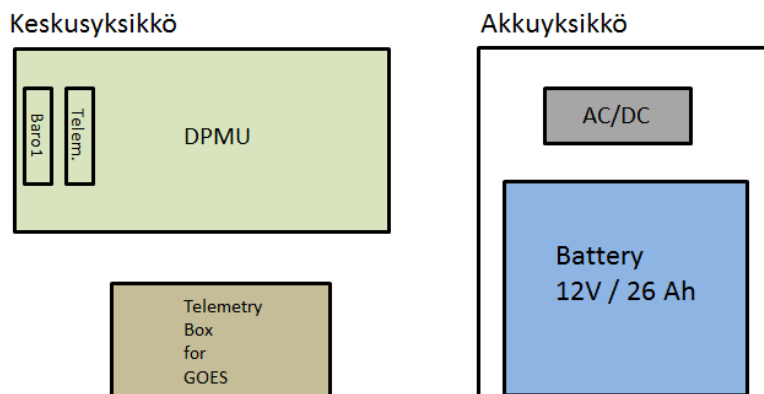 Keskusyksikkö
Baro1
Telem.
DPMU
Telemetry
Box
for
GOES
Akkuyksikkö
AC/DC
Battery
12V / 26 Ah